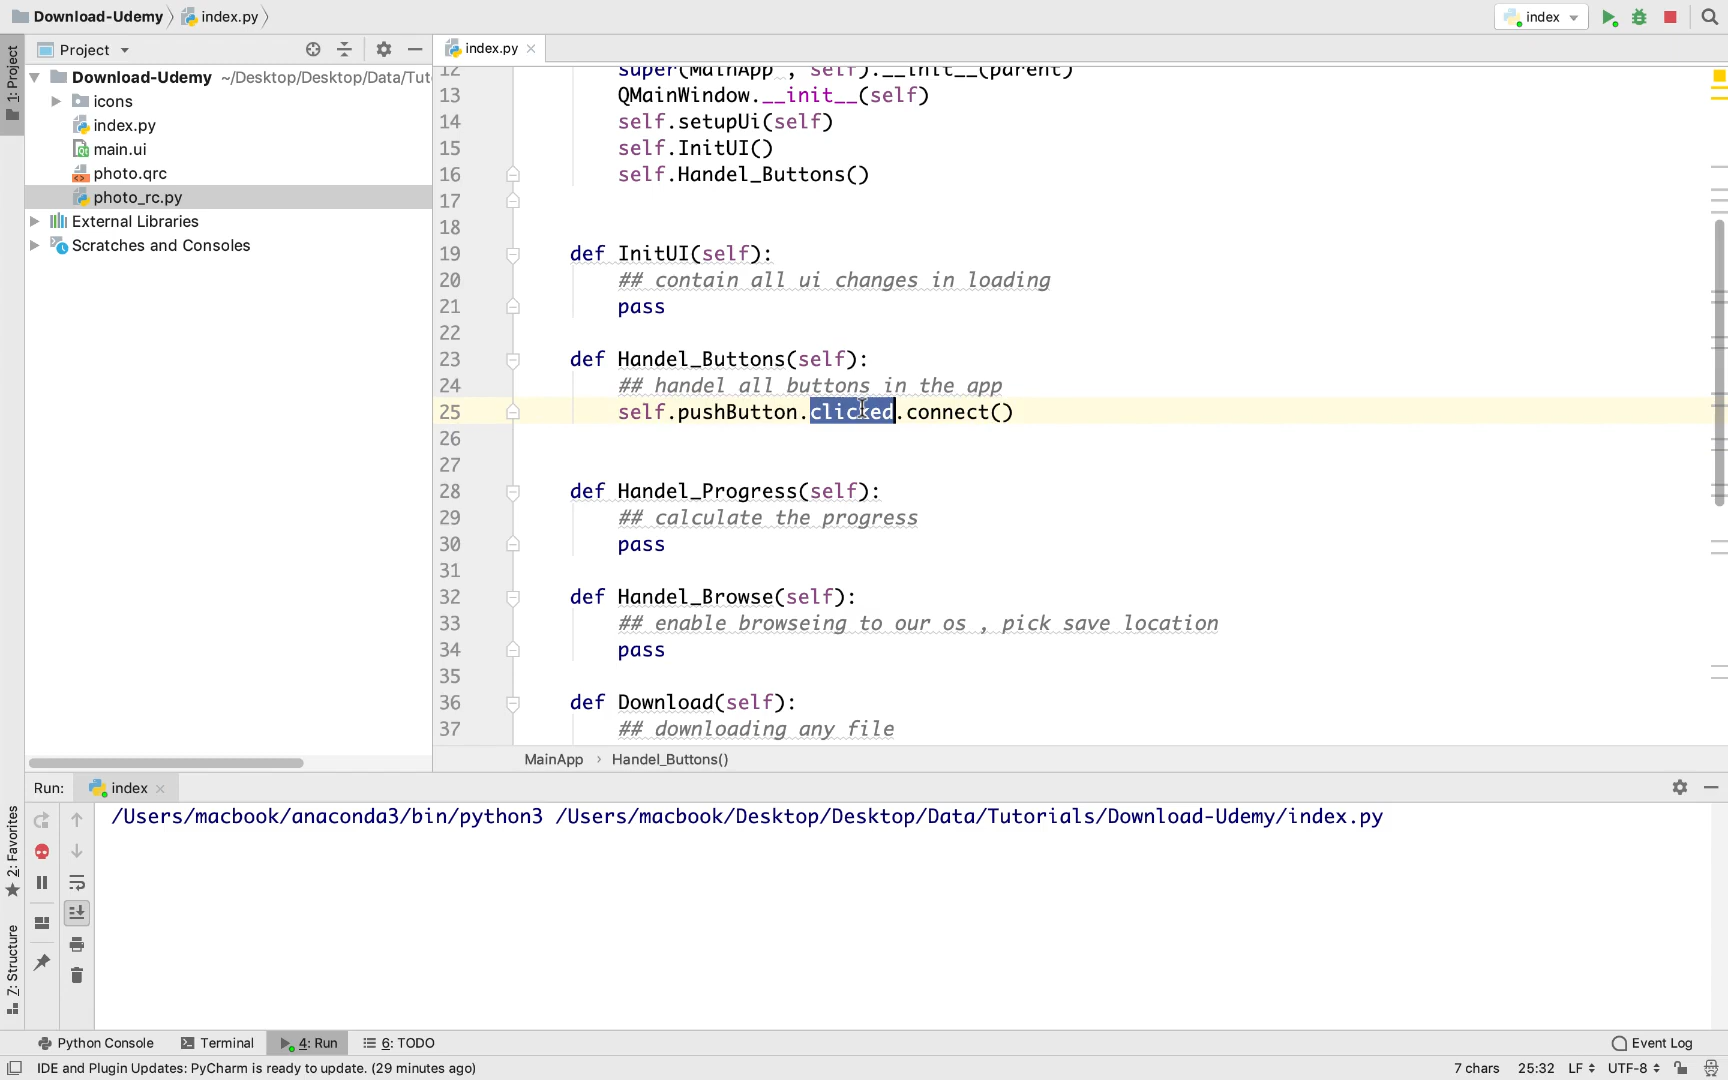 Download-Udemy index.py
index
1: Project
Project
index.py
Download-Udemy ~/Desktop/Desktop/Data/Tut
icons
index.py
main.ui
photo.qrc
photo_rc.py
External Libraries
Scratches and Consoles
12 super(MainApp , self).__init__(parent)
13 QMainWindow.__init__(self)
14 self.setupUi(self)
15 self.InitUI()
16 self.Handel_Buttons()
17
18
19 def InitUI(self):
20 ## contain all ui changes in loading
21 pass
22
23 def Handel_Buttons(self):
24 ## handel all buttons in the app
25 self.pushButton.clicked.connect()
26
27
28 def Handel_Progress(self):
29 ## calculate the progress
30 pass
31
32 def Handel_Browse(self):
33 ## enable browseing to our os , pick save location
34 pass
35
36 def Download(self):
37 ## downloading any file
MainApp › Handel_Buttons()
Run: index
/Users/macbook/anaconda3/bin/python3 /Users/macbook/Desktop/Desktop/Data/Tutorials/Download-Udemy/index.py
2: Favorites
7: Structure
Python Console Terminal 4: Run 6: TODO Event Log
IDE and Plugin Updates: PyCharm is ready to update. (29 minutes ago) 7 chars 25:32 LF UTF-8